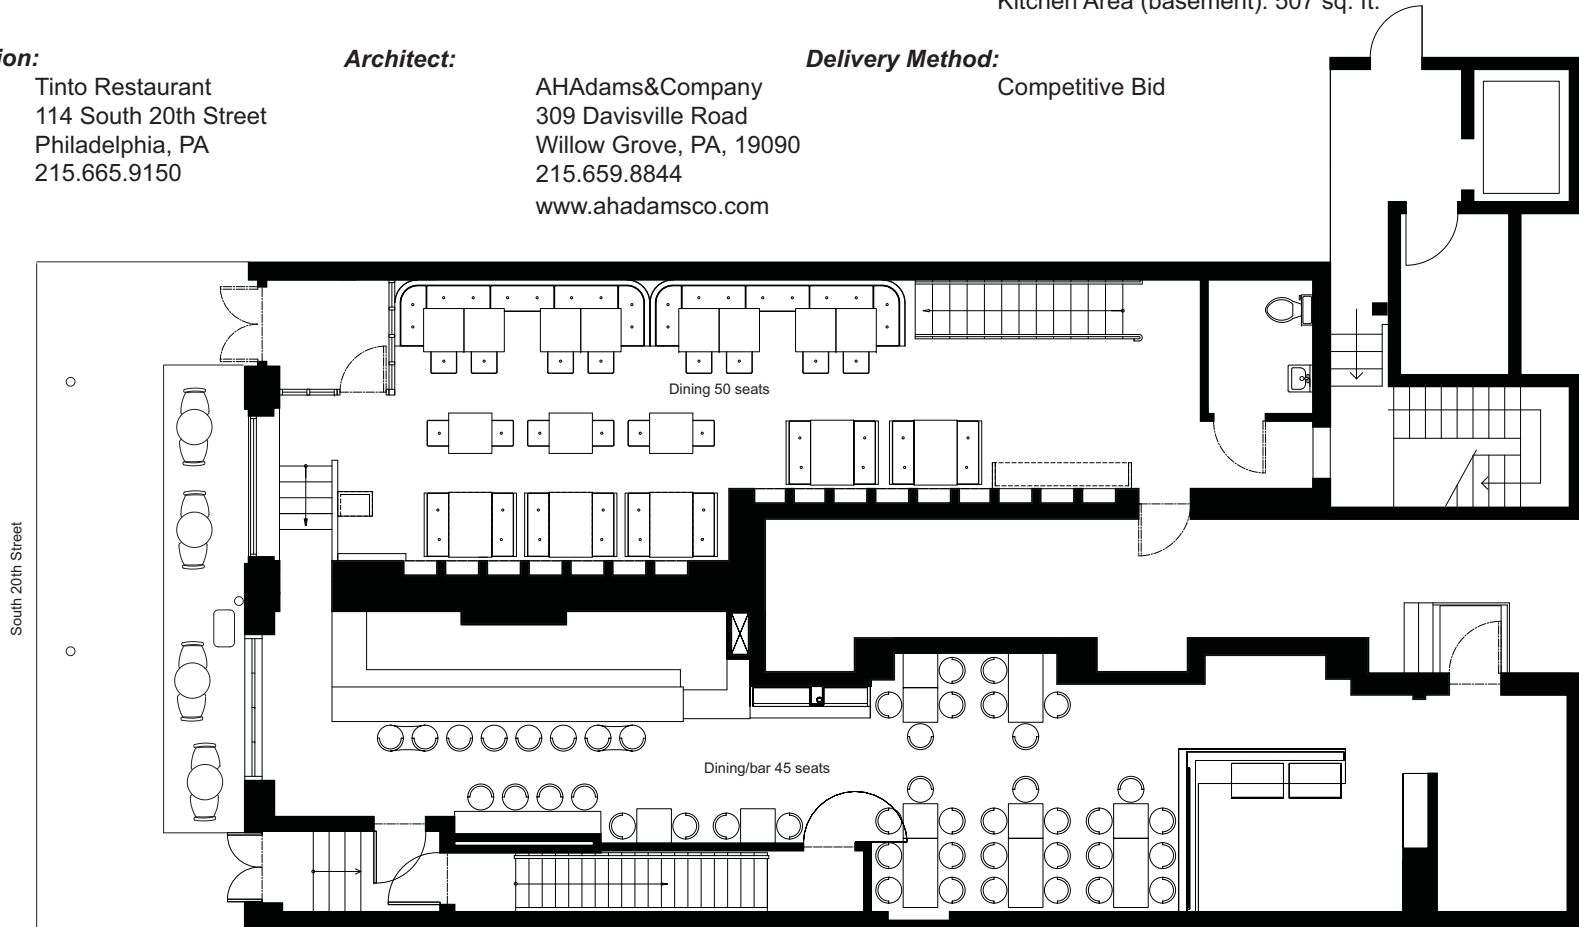 Kitchen Area (basement): 507 sq. ft.
ion:
Tinto Restaurant
114 South 20th Street
Philadelphia, PA
215.665.9150
Architect:
AHAdams&Company
309 Davisville Road
Willow Grove, PA, 19090
215.659.8844
www.ahadamsco.com
Delivery Method:
Competitive Bid
Dining 50 seats
South 20th Street
Dining/bar 45 seats